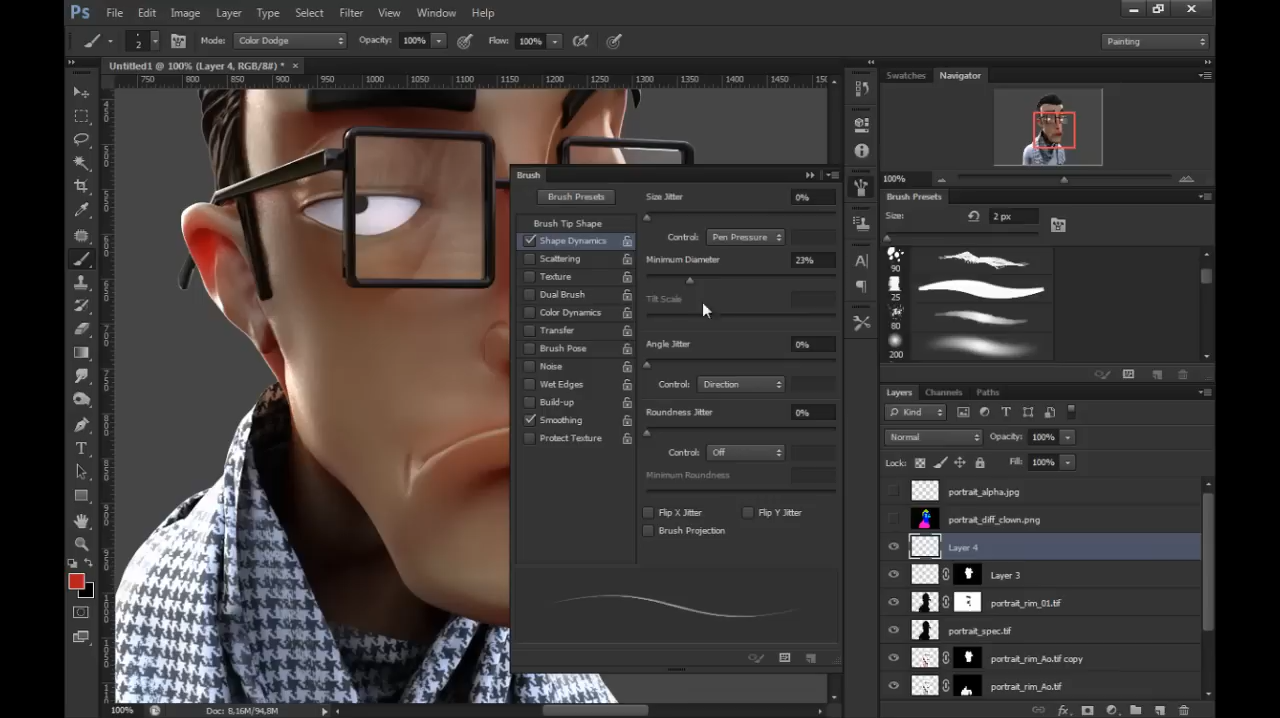 Ps File Edit Image Layer Type Select Filter View Window Help
2 Mode: Color Dodge Opacity: 100% Flow: 100% Painting
Untitled1 @ 100% (Layer 4, RGB/8#) * ×
750 800 850 900 950 1000 1050 1100 1150 1200 1250 1300 1350 1400 1450
Swatches Navigator
100%
Brush Presets
Size: 2 px
90
25
80
200
Brush
Brush Presets
Brush Tip Shape
Shape Dynamics
Scattering
Texture
Dual Brush
Color Dynamics
Transfer
Brush Pose
Noise
Wet Edges
Build-up
Smoothing
Protect Texture
Size Jitter 0%
Control: Pen Pressure
Minimum Diameter 23%
Tilt Scale
Angle Jitter 0%
Control: Direction
Roundness Jitter 0%
Control: Off
Minimum Roundness
Flip X Jitter Flip Y Jitter
Brush Projection
Layers Channels Paths
Kind
Normal Opacity: 100%
Lock: Fill: 100%
portrait_alpha.jpg
portrait_diff_clown.png
Layer 4
Layer 3
portrait_rim_01.tif
portrait_spec.tif
portrait_rim_Ao.tif copy
portrait_rim_Ao.tif
100% Doc: 8.16M/94.8M